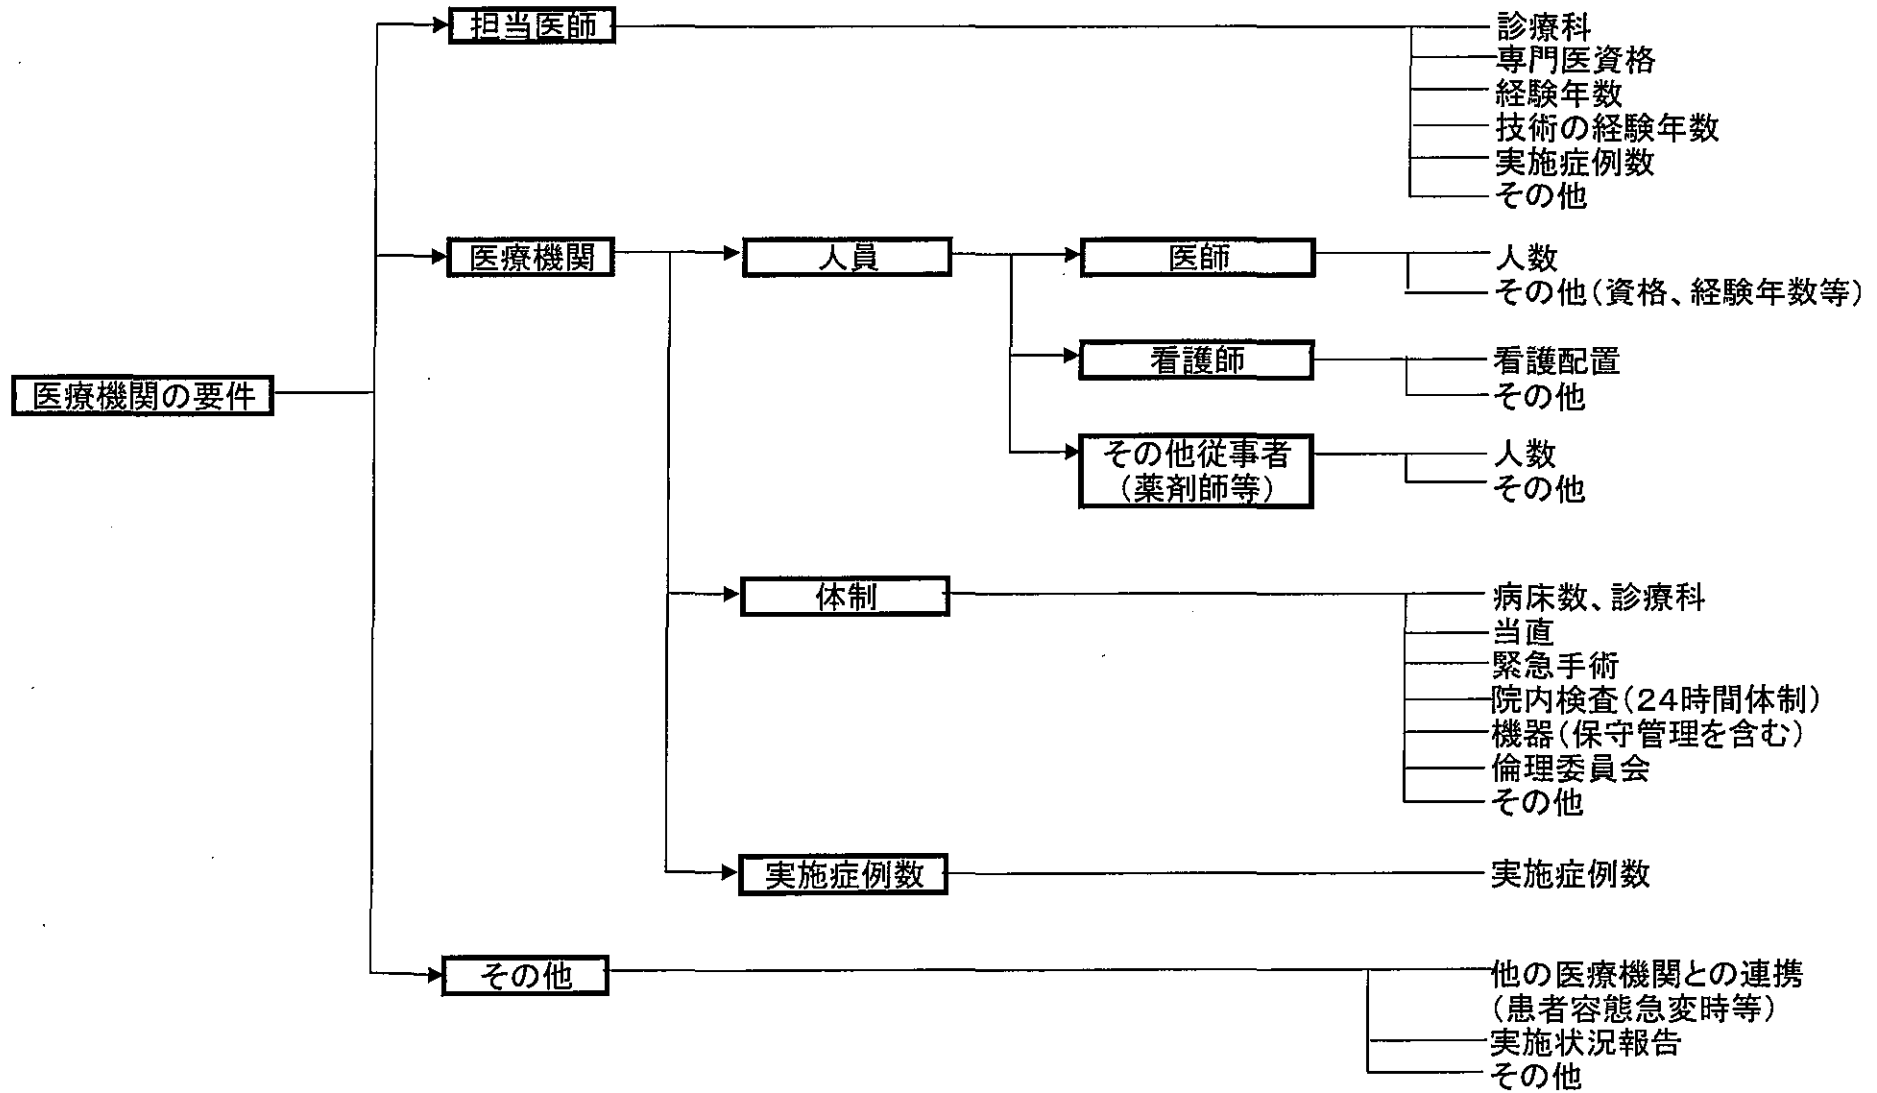 担当医師
診療科
専門医資格
経験年数
技術の経験年数
実施症例数
その他
医療機関
人員
医師
人数
その他(資格、経験年数等)
看護師
看護配置
その他
医療機関の要件
その他従事者
(薬剤師等)
人数
その他
体制
病床数、診療科
当直
緊急手術
院内検査(24時間体制)
機器(保守管理を含む)
倫理委員会
その他
実施症例数
実施症例数
その他
他の医療機関との連携
(患者容態急変時等)
実施状況報告
その他